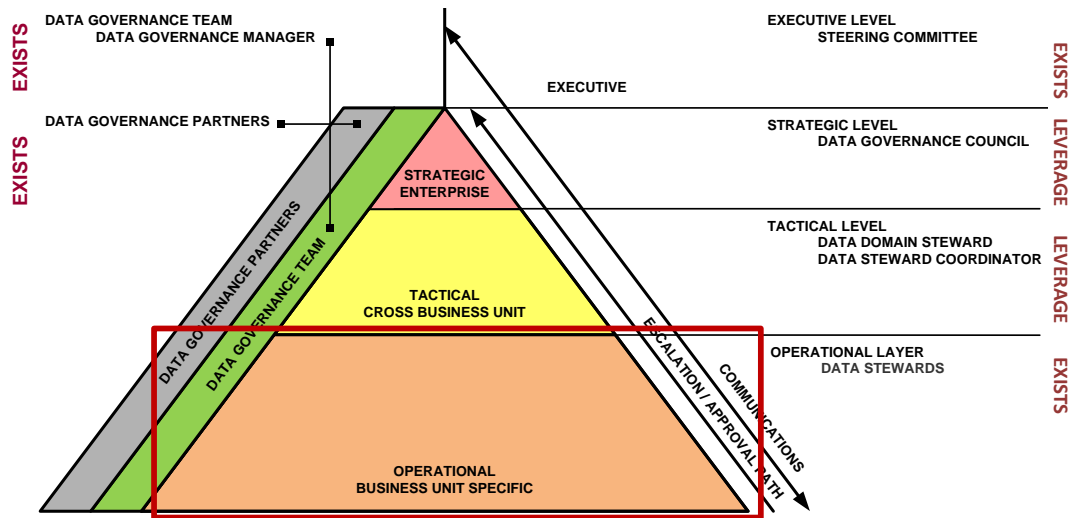 DATA GOVERNANCE TEAM
DATA GOVERNANCE MANAGER
EXISTS
DATA GOVERNANCE PARTNERS
EXISTS
EXECUTIVE LEVEL
STEERING COMMITTEE
EXISTS
EXECUTIVE
STRATEGIC LEVEL
DATA GOVERNANCE COUNCIL
LEVERAGE
STRATEGIC
ENTERPRISE
TACTICAL LEVEL
DATA DOMAIN STEWARD
DATA STEWARD COORDINATOR
LEVERAGE
DATA GOVERNANCE PARTNERS
DATA GOVERNANCE TEAM
TACTICAL
CROSS BUSINESS UNIT
ESCALATION / APPROVAL PATH
COMMUNICATIONS
OPERATIONAL LAYER
DATA STEWARDS
EXISTS
OPERATIONAL
BUSINESS UNIT SPECIFIC